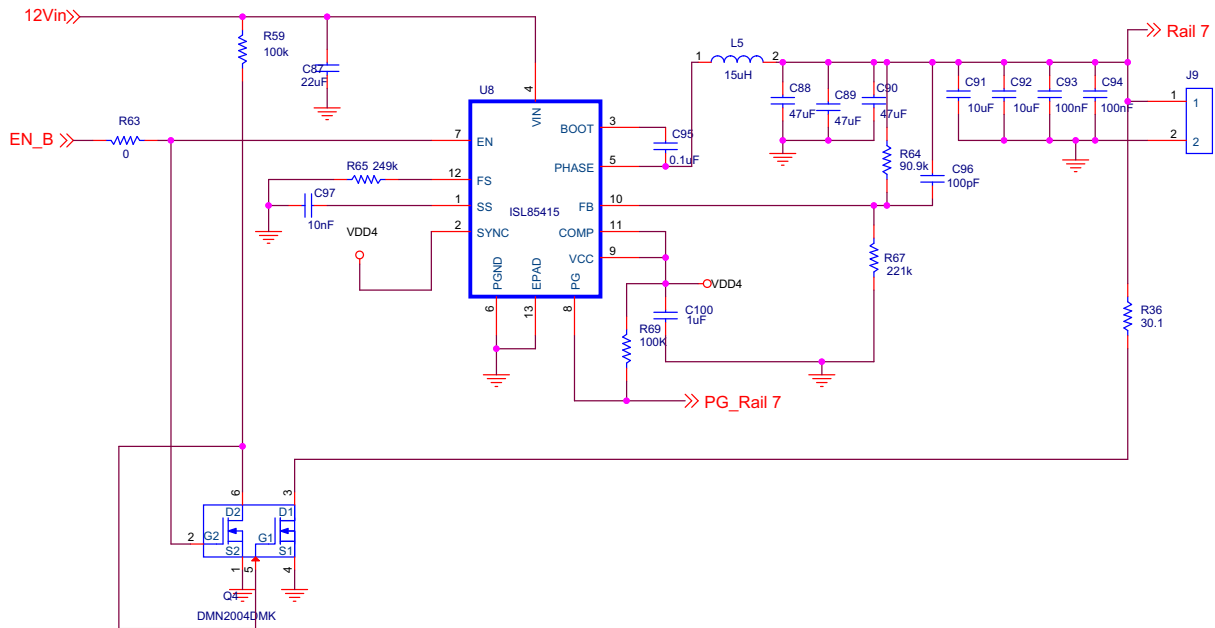 12Vin
Rail 7
R59
100k
L5
1
2
15uH
C87
22uF
4
U8
VIN
C88
47uF
C89
47uF
C90
47uF
C91
10uF
C92
10uF
C93
100nF
C94
100nF
J9
1
1
2
2
R63
0
EN_B
7
EN
BOOT
3
C95
0.1uF
PHASE
5
R64
90.9k
C96
100pF
R65 249k
12
FS
C97
10nF
1
SS
ISL85415
FB
10
2
SYNC
COMP
11
VDD4
VCC
9
R67
221k
PGND
EPAD
PG
6
13
8
VDD4
C100
1uF
R69
100K
R36
30.1
PG_Rail 7
6
3
D2
D1
2
G2
G1
S2
S1
1
5
4
Q4
DMN2004DMK